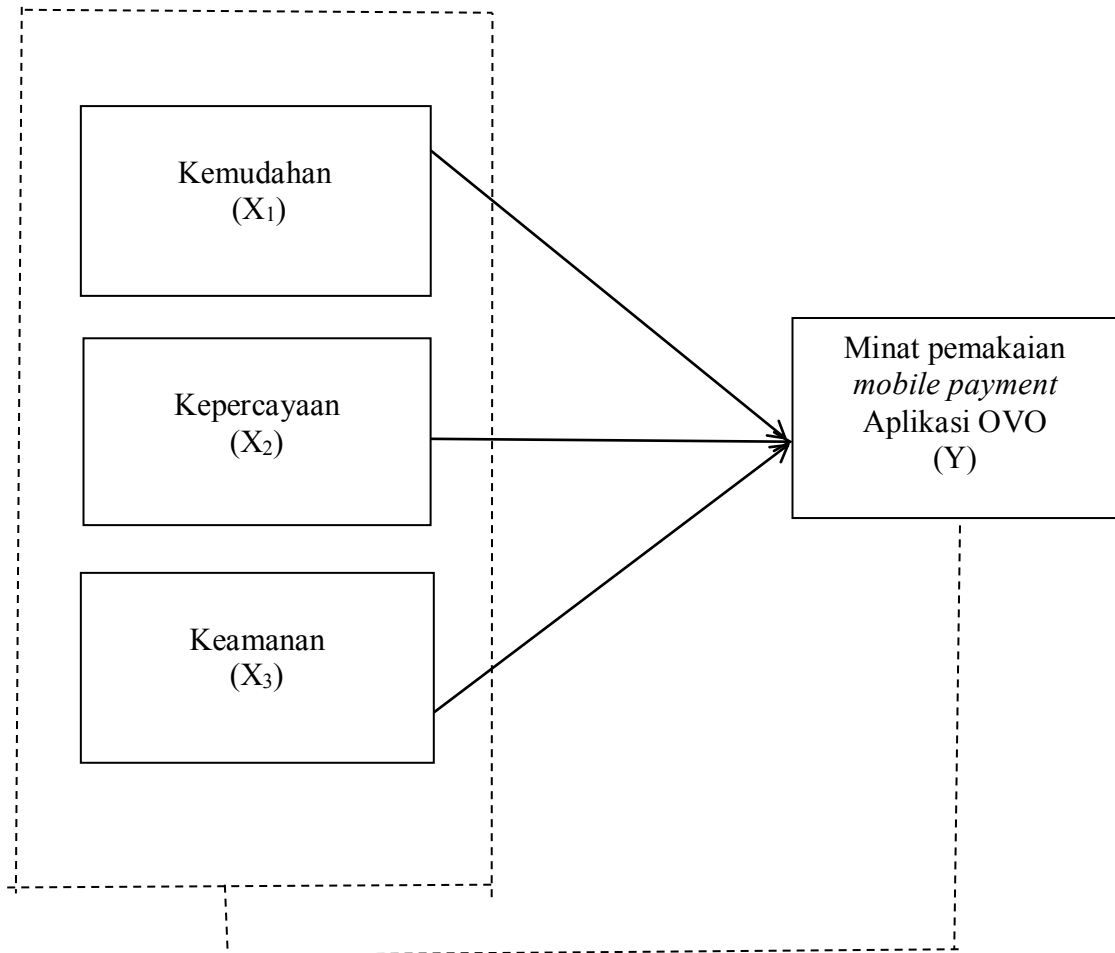 Kemudahan
(X₁)
Kepercayaan
(X₂)
Keamanan
(X₃)
Minat pemakaian
mobile payment
Aplikasi OVO
(Y)